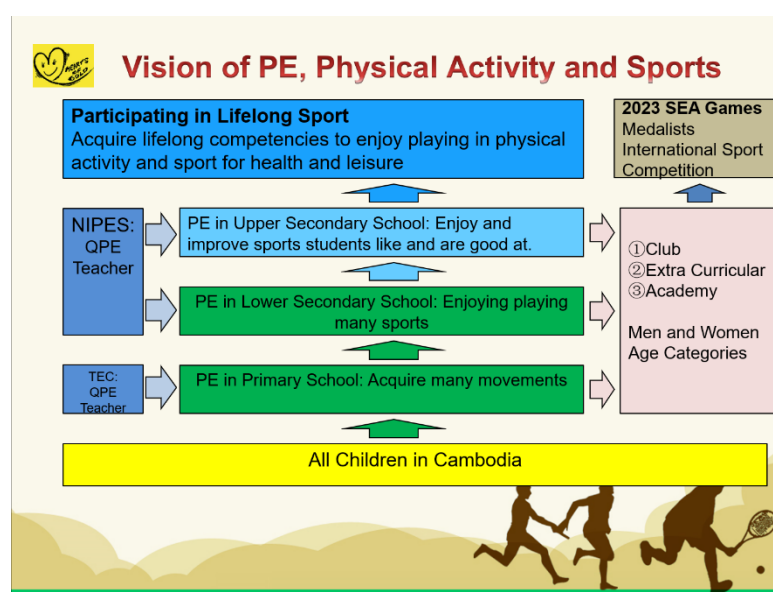 HEARTS
OF
GOLD
Vision of PE, Physical Activity and Sports
Participating in Lifelong Sport
Acquire lifelong competencies to enjoy playing in physical
activity and sport for health and leisure
2023 SEA Games
Medalists
International Sport
Competition
NIPES:
QPE
Teacher
PE in Upper Secondary School: Enjoy and
improve sports students like and are good at.
PE in Lower Secondary School: Enjoying playing
many sports
①Club
②Extra Curricular
③Academy
Men and Women
Age Categories
TEC:
QPE
Teacher
PE in Primary School: Acquire many movements
All Children in Cambodia